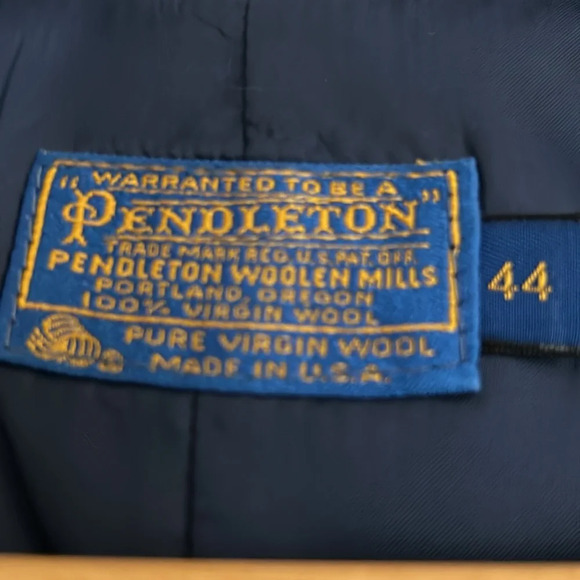 "WARRANTED TO BE A
PENDLETON"
TRADE MARK REG. U.S. PAT. OFF.
PENDLETON WOOLEN MILLS
PORTLAND, OREGON
100% VIRGIN WOOL
PURE VIRGIN WOOL
MADE IN U.S.A.
44